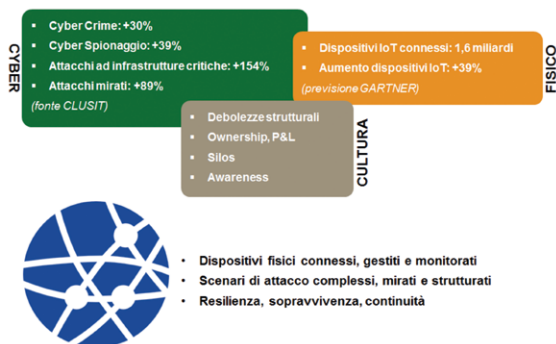 CYBER
▪ Cyber Crime: +30%
▪ Cyber Spionaggio: +39%
▪ Attacchi ad infrastrutture critiche: +154%
▪ Attacchi mirati: +89%
(fonte CLUSIT)
▪ Dispositivi IoT connessi: 1,6 miliardi
▪ Aumento dispositivi IoT: +39%
(previsione GARTNER)
FISICO
▪ Debolezze strutturali
▪ Ownership, P&L
▪ Silos
▪ Awareness
CULTURA
• Dispositivi fisici connessi, gestiti e monitorati
• Scenari di attacco complessi, mirati e strutturati
• Resilienza, sopravvivenza, continuità